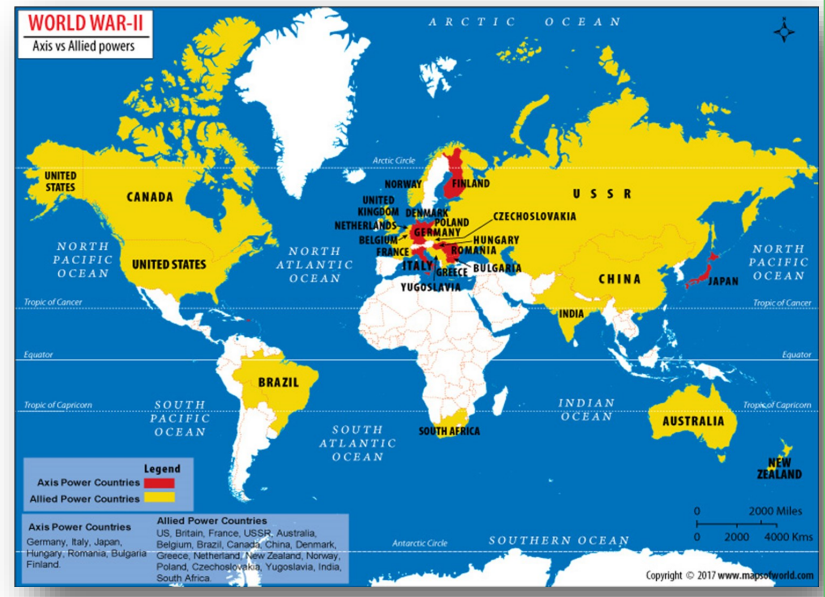 WORLD WAR-II
Axis vs Allied powers
ARCTIC OCEAN
Arctic Circle
UNITED
STATES
CANADA
NORWAY
FINLAND
U S S R
UNITED
KINGDOM
DENMARK
NETHERLANDS
POLAND
CZECHOSLOVAKIA
GERMANY
BELGIUM
HUNGARY
FRANCE
ROMANIA
ITALY
GREECE
BULGARIA
YUGOSLAVIA
NORTH
PACIFIC
OCEAN
UNITED STATES
NORTH
ATLANTIC
OCEAN
CHINA
JAPAN
NORTH
PACIFIC
OCEAN
Tropic of Cancer
Tropic of Cancer
INDIA
Equator
Equator
BRAZIL
Tropic of Capricorn
Tropic of Capricorn
SOUTH
PACIFIC
OCEAN
SOUTH
ATLANTIC
OCEAN
SOUTH AFRICA
INDIAN
OCEAN
AUSTRALIA
NEW
ZEALAND
Legend
Axis Power Countries
Allied Power Countries
Axis Power Countries
Germany, Italy, Japan,
Hungary, Romania, Bulgaria
Finland.
Allied Power Countries
US, Britain, France, USSR, Australia,
Belgium, Brazil, Canada, China, Denmark,
Greece, Netherland, New Zealand, Norway,
Poland, Czechoslovakia, Yugoslavia, India,
South Africa.
Antarctic Circle
SOUTHERN OCEAN
0 2000 Miles
0 2000 4000 Kms
Copyright © 2017 www.mapsofworld.com